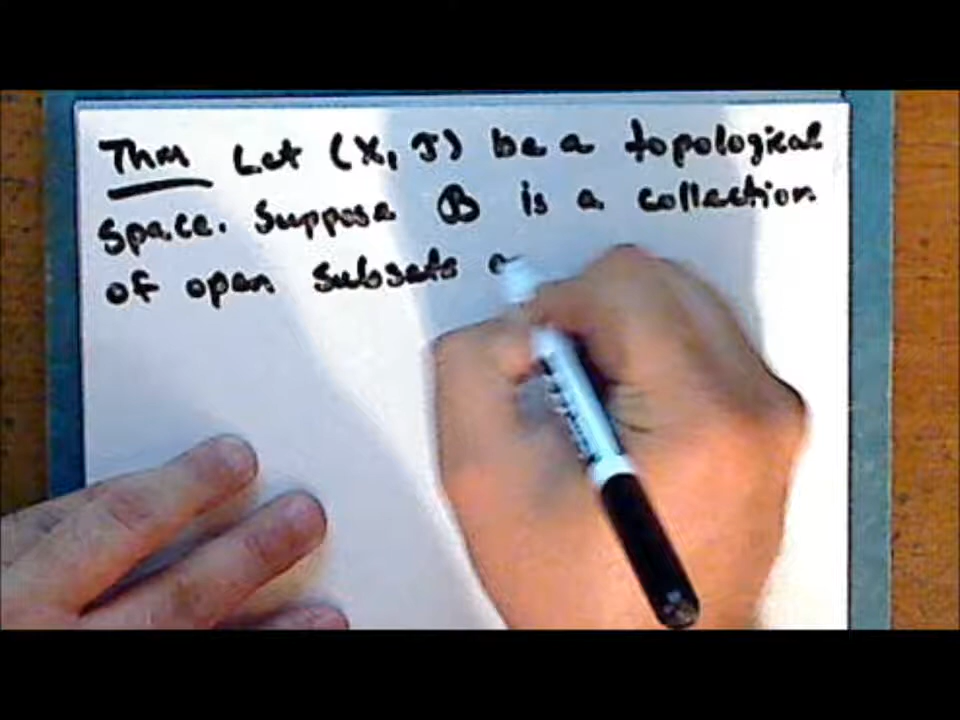 Thm Let (X, 𝒯) be a topological
space. Suppose 𝓑 is a collection
of open subsets o